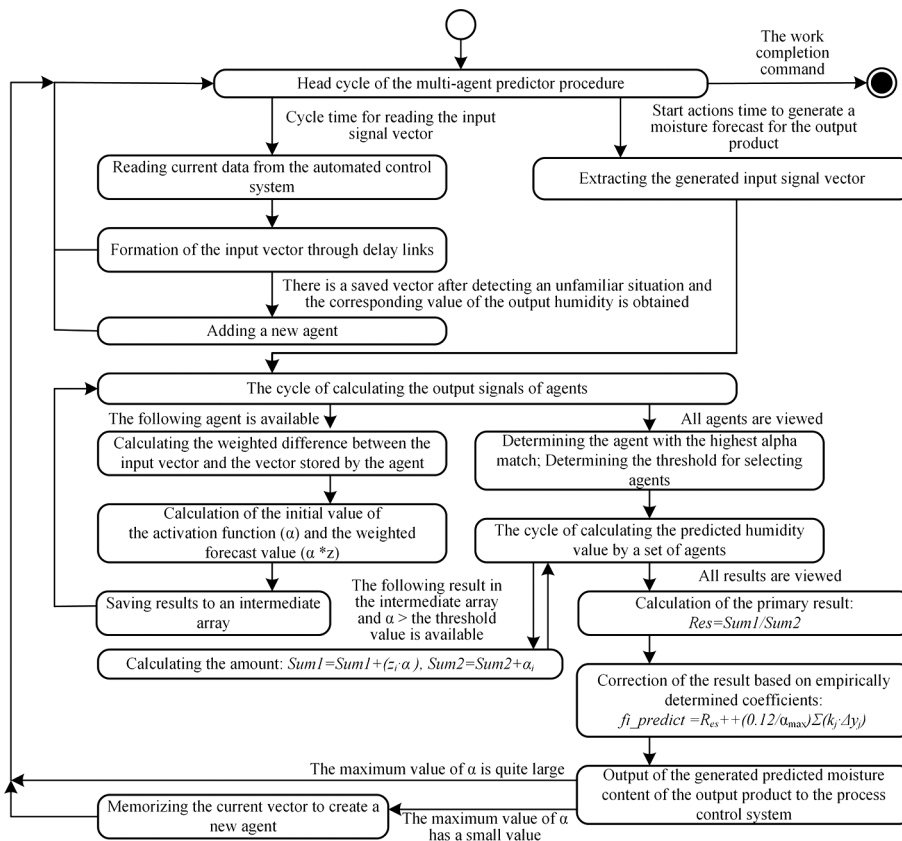 The work
completion
command
Head cycle of the multi-agent predictor procedure
Cycle time for reading the input
signal vector
Start actions time to generate a
moisture forecast for the output
product
Reading current data from the automated control
system
Extracting the generated input signal vector
Formation of the input vector through delay links
There is a saved vector after detecting an unfamiliar situation and
the corresponding value of the output humidity is obtained
Adding a new agent
The cycle of calculating the output signals of agents
The following agent is available
All agents are viewed
Calculating the weighted difference between the
input vector and the vector stored by the agent
Determining the agent with the highest alpha
match; Determining the threshold for selecting
agents
Calculation of the initial value of
the activation function (α) and the weighted
forecast value (α *z)
The cycle of calculating the predicted humidity
value by a set of agents
The following result in
the intermediate array
and α > the threshold
value is available
All results are viewed
Saving results to an intermediate
array
Calculation of the primary result:
Res=Sum1/Sum2
Calculating the amount: Sum1=Sum1+(zᵢ·α ), Sum2=Sum2+αᵢ
Correction of the result based on empirically
determined coefficients:
fi_predict =Rₑₛ++(0.12/αmax)Σ(kⱼ·Δyⱼ)
The maximum value of α is quite large
Output of the generated predicted moisture
content of the output product to the process
control system
Memorizing the current vector to create a
new agent
The maximum value of α
has a small value